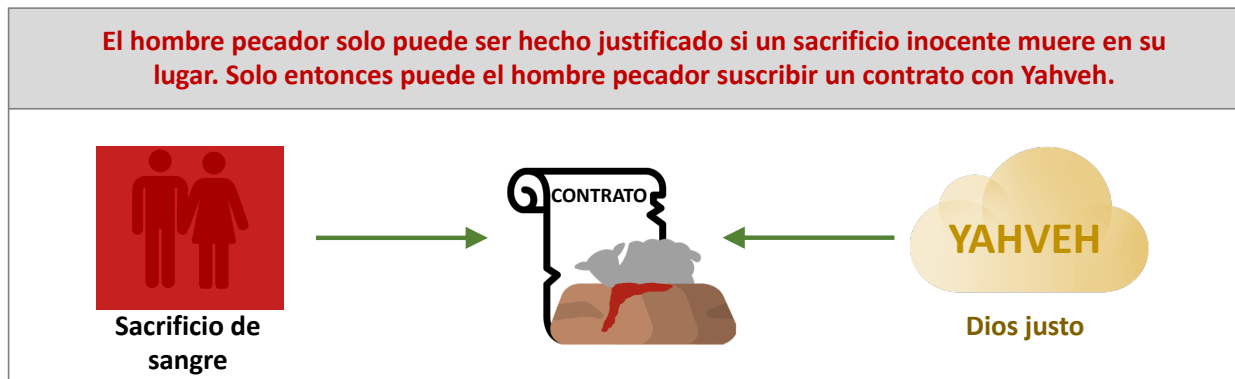 El hombre pecador solo puede ser hecho justificado si un sacrificio inocente muere en su
lugar. Solo entonces puede el hombre pecador suscribir un contrato con Yahveh.
CONTRATO
YAHVEH
Sacrificio de
sangre
Dios justo